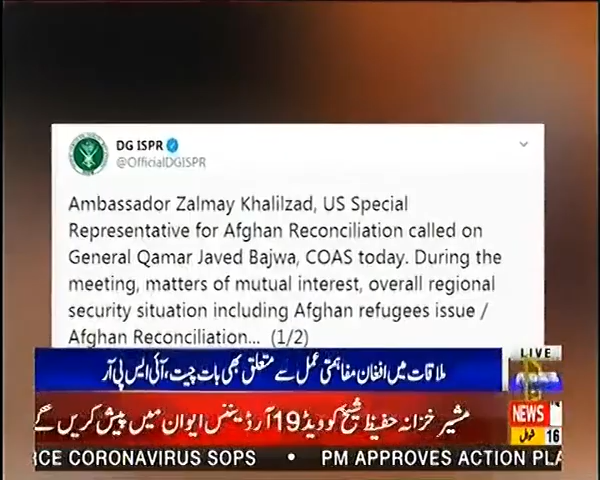 DG ISPR
@OfficialDGISPR
Ambassador Zalmay Khalilzad, US Special
Representative for Afghan Reconciliation called on
General Qamar Javed Bajwa, COAS today. During the
meeting, matters of mutual interest, overall regional
security situation including Afghan refugees issue /
Afghan Reconciliation... (1/2)
ملاقات میں افغان مفاہمتی عمل سے متعلق بھی بات چیت، آئی ایس پی آر
LIVE
مشیر خزانہ حفیظ شیخ کوویڈ 19 آرڈیننس ایوان میں پیش کریں گے
NEWS
16 شوال
CE CORONAVIRUS SOPS • PM APPROVES ACTION PLA